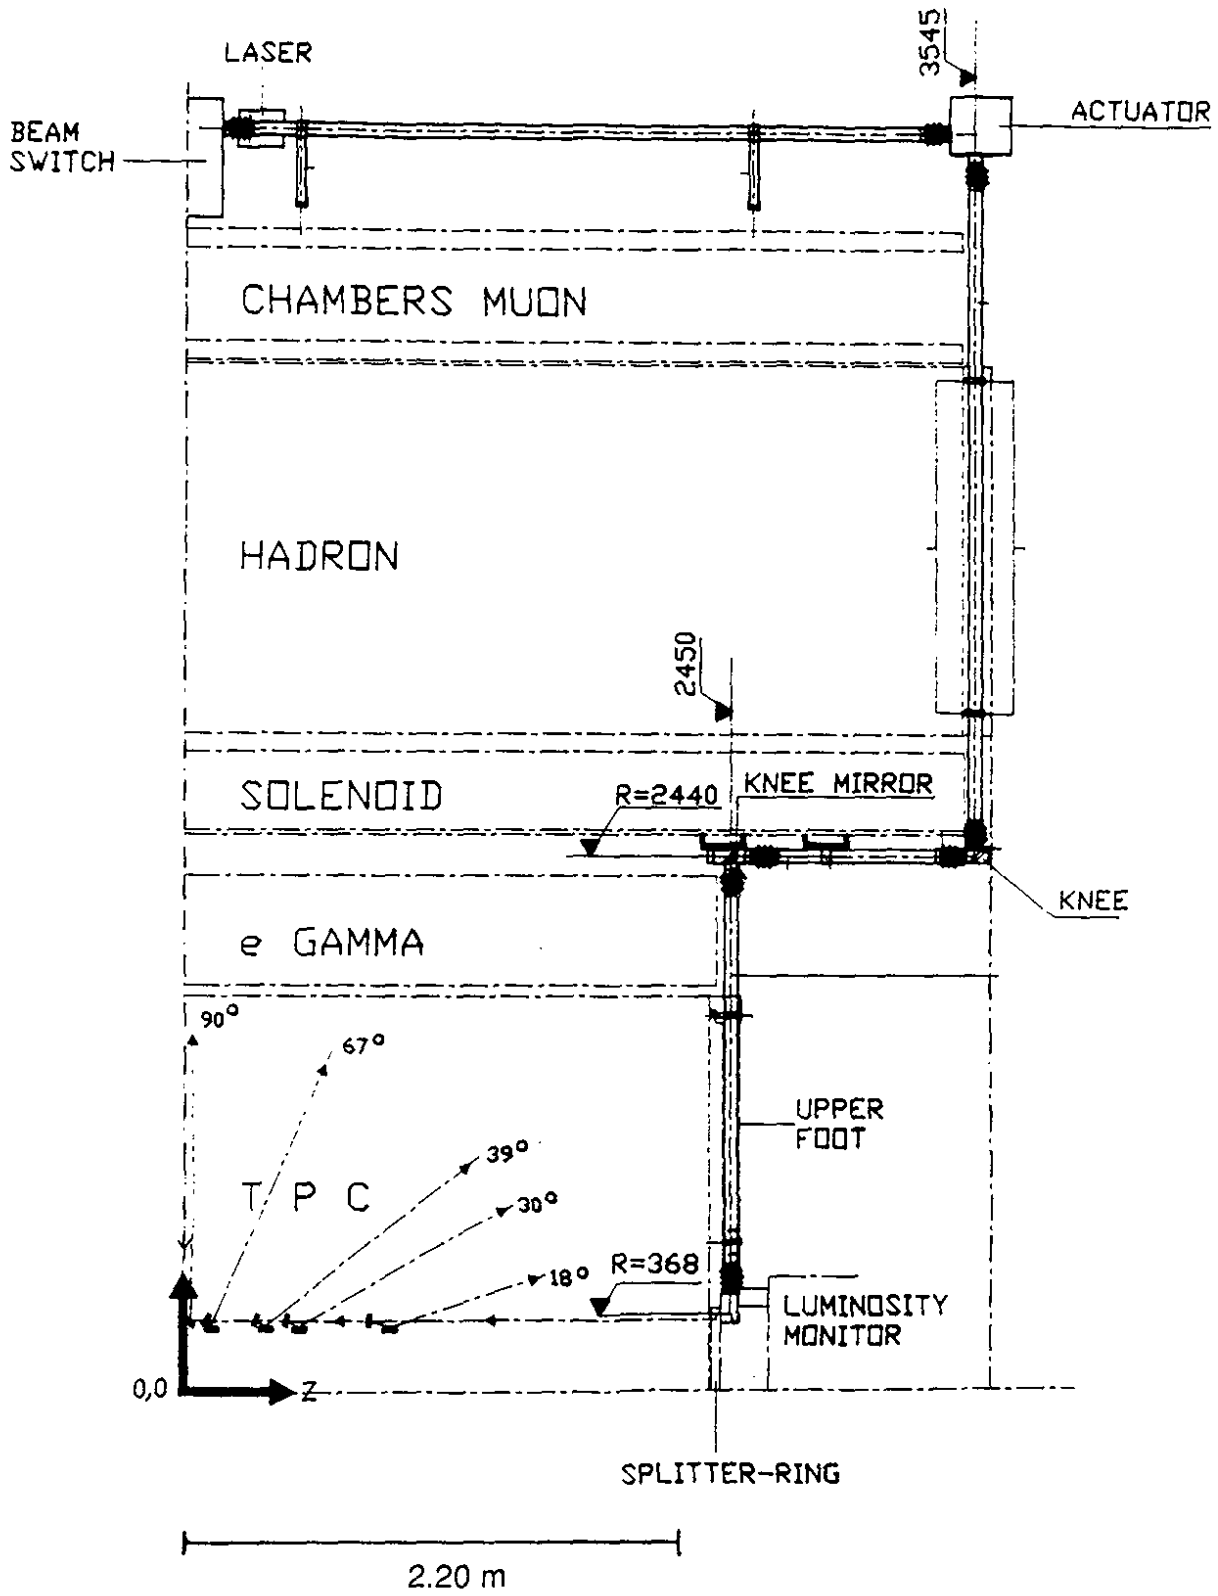 3545
LASER
ACTUATOR
BEAM
SWITCH
CHAMBERS MUON
HADRON
2450
SOLENOID
R=2440
KNEE MIRROR
KNEE
e GAMMA
90°
67°
UPPER
FOOT
39°
T P C
30°
R=368
18°
LUMINOSITY
MONITOR
0,0
Z
SPLITTER-RING
2.20 m